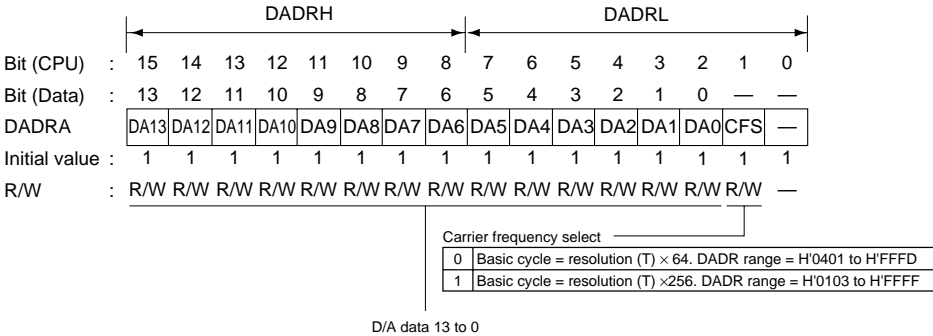 DADRH DADRL
Bit (CPU) : 15 14 13 12 11 10 9 8 7 6 5 4 3 2 1 0
Bit (Data) : 13 12 11 10 9 8 7 6 5 4 3 2 1 0 — —
DADRA DA13 DA12 DA11 DA10 DA9 DA8 DA7 DA6 DA5 DA4 DA3 DA2 DA1 DA0 CFS —
Initial value : 1 1 1 1 1 1 1 1 1 1 1 1 1 1 1 1
R/W : R/W R/W R/W R/W R/W R/W R/W R/W R/W R/W R/W R/W R/W R/W R/W —
Carrier frequency select
0 Basic cycle = resolution (T) × 64. DADR range = H'0401 to H'FFFD
1 Basic cycle = resolution (T) ×256. DADR range = H'0103 to H'FFFF
D/A data 13 to 0